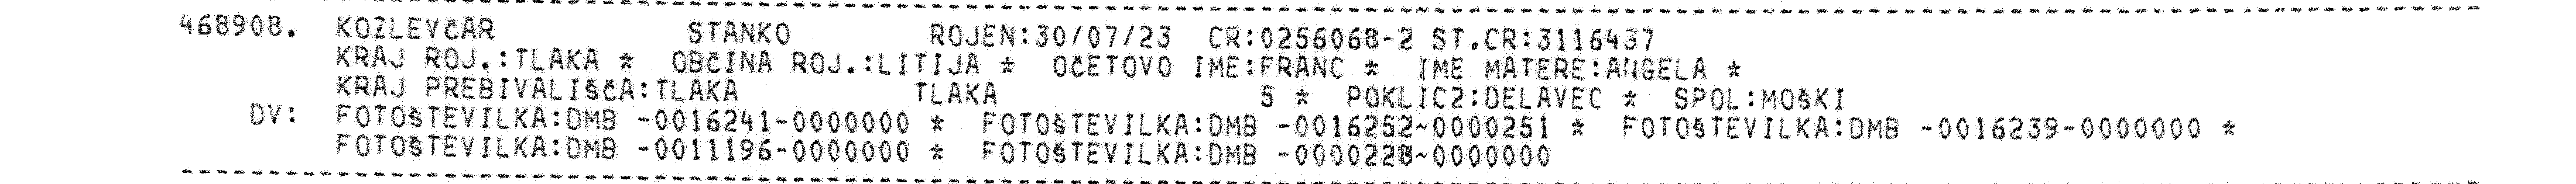 468908. KOZLEVČAR STANKO ROJEN:30/07/23 CR:0256068-2 ST.CR:3116437
KRAJ ROJ.:TLAKA * OBČINA ROJ.:LITIJA * OČETOVO IME:FRANC * IME MATERE:ANGELA *
KRAJ PREBIVALIŠČA:TLAKA TLAKA 5 * POKLIC2:DELAVEC * SPOL:MOŠKI
DV: FOTOŠTEVILKA:DMB -0016241-0000000 * FOTOŠTEVILKA:DMB -0016252-0000251 * FOTOŠTEVILKA:DMB -0016239-0000000 *
FOTOŠTEVILKA:DMB -0011196-0000000 * FOTOŠTEVILKA:DMB -0000228-0000000